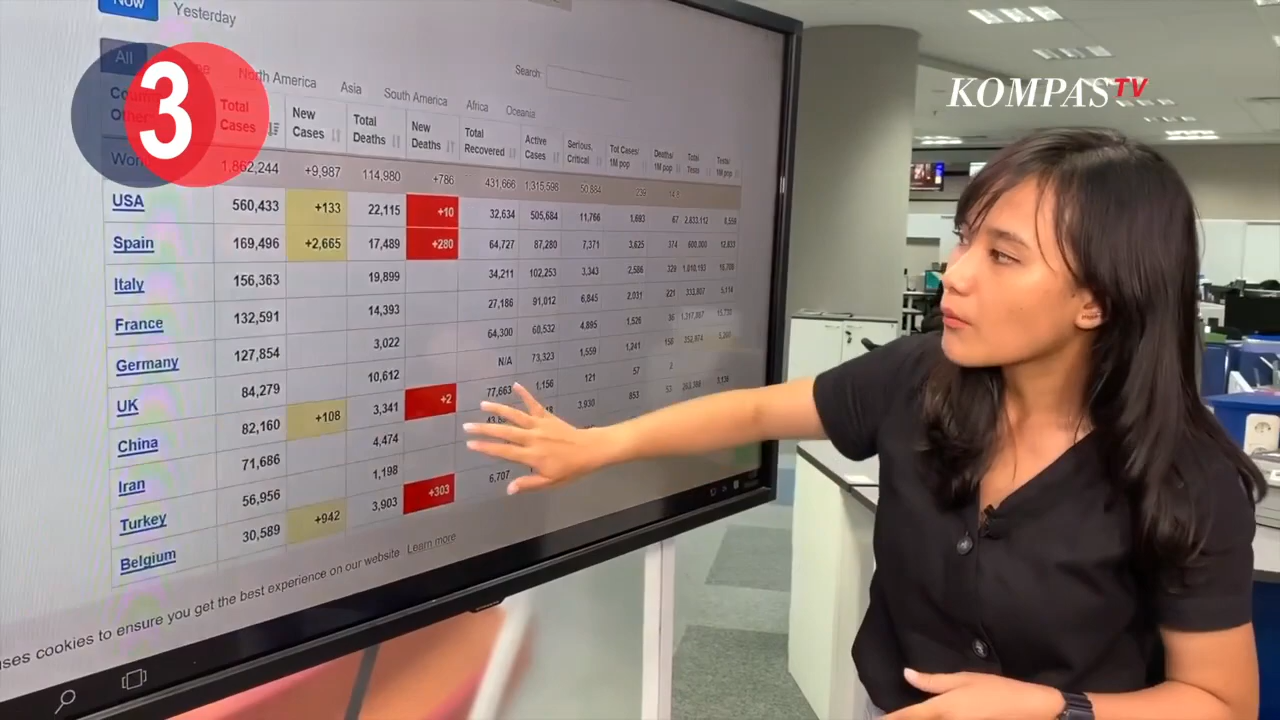 Now Yesterday
All North America Asia South America Africa Oceania Search:
3
KOMPASTV
Total Cases New Cases Total Deaths New Deaths Total Recovered Active Cases Serious, Critical Tot Cases/ 1M pop Deaths/ 1M pop Total Tests Tests/ 1M pop
1,862,244 +9,987 114,980 +786 431,666 1,315,598 50,884 239
USA 560,433 +133 22,115 +10 32,634 505,684 11,766 1,693 67 2,833,112 8,559
Spain 169,496 +2,665 17,489 +280 64,727 87,280 7,371 3,625 374 600,000 12,833
Italy 156,363 19,899 34,211 102,253 3,343 2,586 329 1,010,193 16,708
France 132,591 14,393 27,186 91,012 6,845 2,031 221 333,807 5,114
Germany 127,854 3,022 64,300 60,532 4,895 1,526 36 1,317,887 15,730
UK 84,279 10,612 N/A 73,323 1,559 1,241
China 82,160 +108 3,341 +2 77,663 1,156 121 57 2
Iran 71,686 4,474 3,930 853
Turkey 56,956 1,198
Belgium 30,589 +942 3,903 +303 6,707
cookies to ensure you get the best experience on our website Learn more